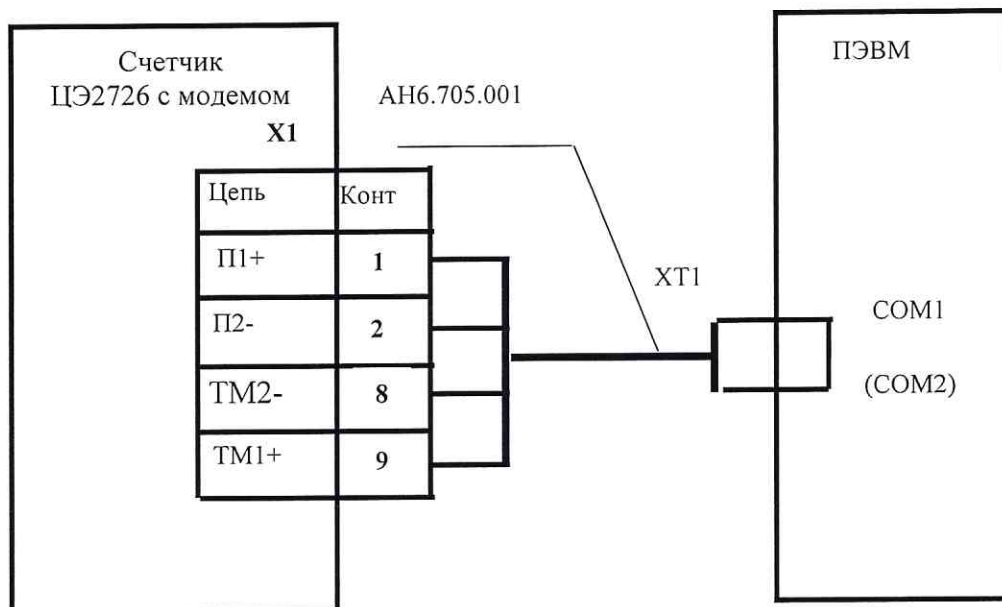 Счетчик
ЦЭ2726 с модемом
X1
АН6.705.001
ПЭВМ
Цепь Конт
П1+ 1
П2- 2
ТМ2- 8
ТМ1+ 9
XT1
COM1
(COM2)